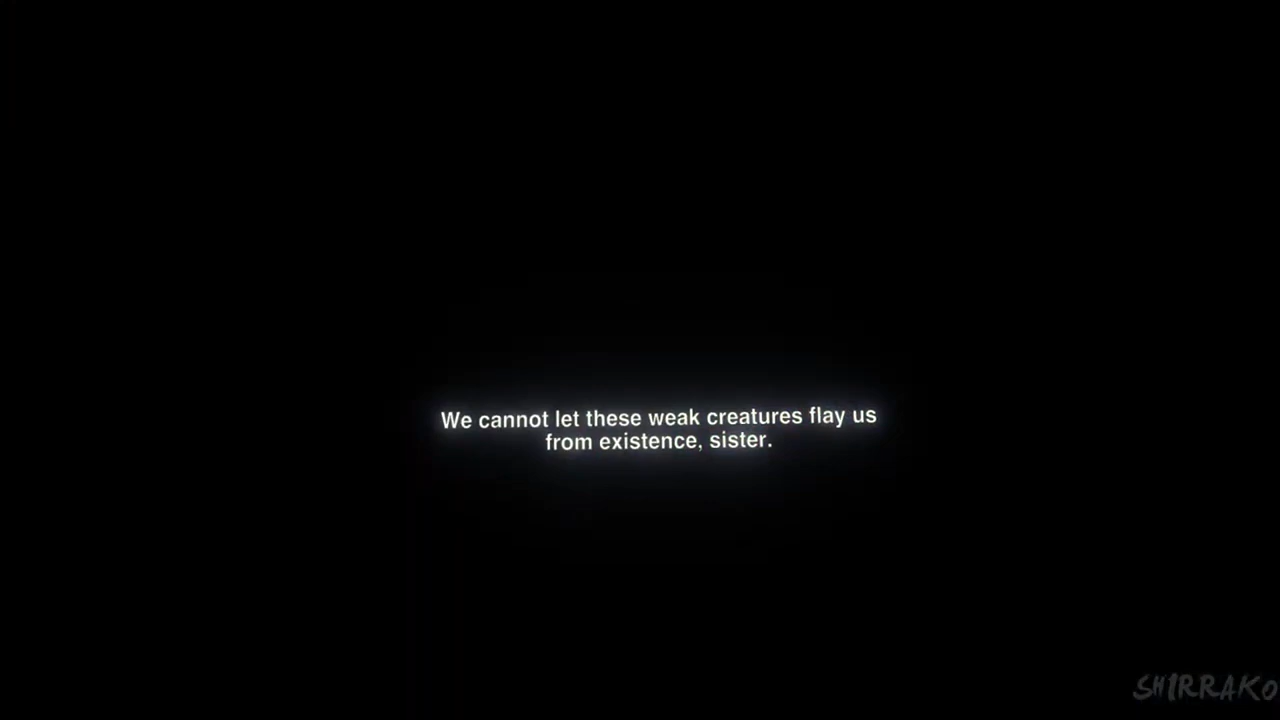 We cannot let these weak creatures flay us
from existence, sister.
SHIRRAKO